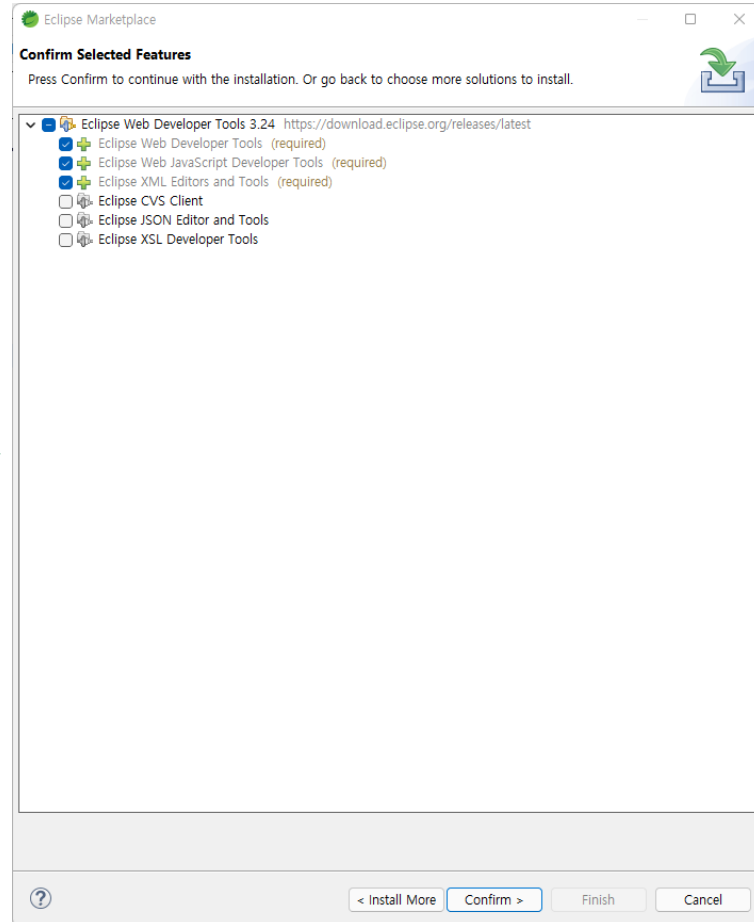 Eclipse Marketplace
Confirm Selected Features
Press Confirm to continue with the installation. Or go back to choose more solutions to install.
Eclipse Web Developer Tools 3.24 https://download.eclipse.org/releases/latest
Eclipse Web Developer Tools (required)
Eclipse Web JavaScript Developer Tools (required)
Eclipse XML Editors and Tools (required)
Eclipse CVS Client
Eclipse JSON Editor and Tools
Eclipse XSL Developer Tools
? < Install More Confirm > Finish Cancel